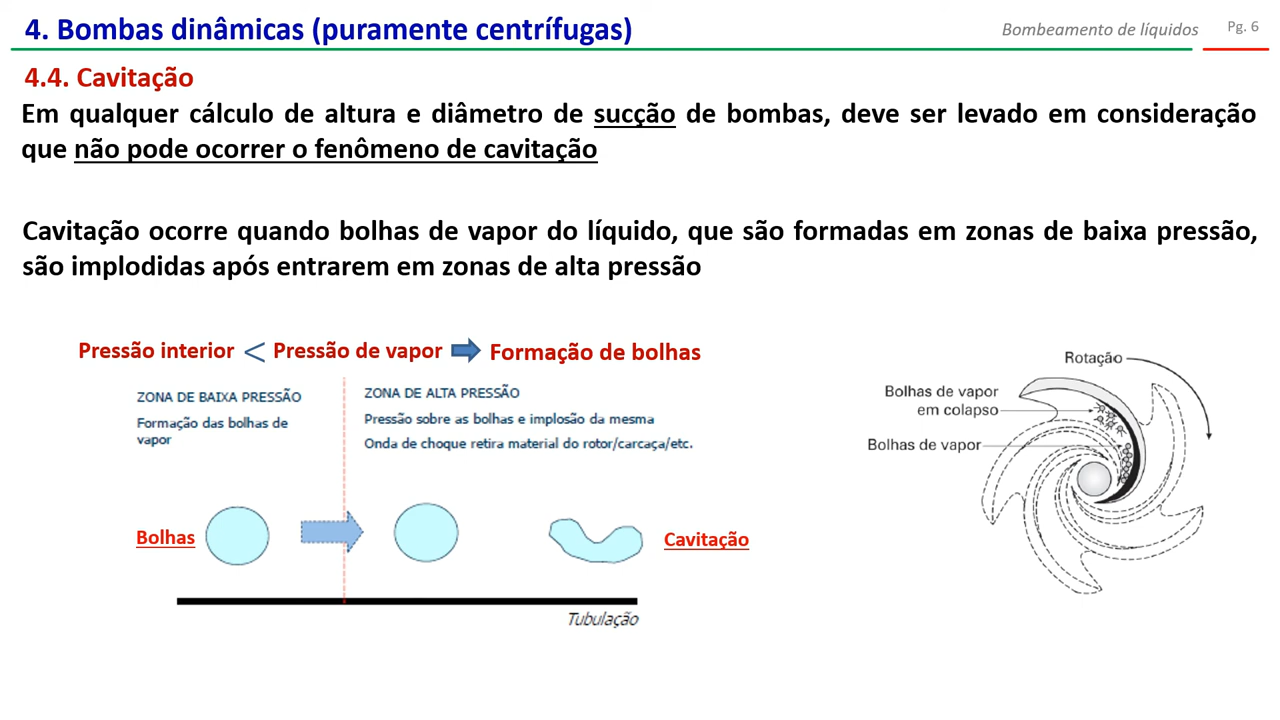 4. Bombas dinâmicas (puramente centrífugas)
Bombeamento de líquidos
Pg. 6
4.4. Cavitação
Em qualquer cálculo de altura e diâmetro de sucção de bombas, deve ser levado em consideração
que não pode ocorrer o fenômeno de cavitação
Cavitação ocorre quando bolhas de vapor do líquido, que são formadas em zonas de baixa pressão,
são implodidas após entrarem em zonas de alta pressão
Pressão interior < Pressão de vapor Formação de bolhas
ZONA DE BAIXA PRESSÃO
Formação das bolhas de
vapor
ZONA DE ALTA PRESSÃO
Pressão sobre as bolhas e implosão da mesma
Onda de choque retira material do rotor/carcaça/etc.
Bolhas
Cavitação
Tubulação
Rotação
Bolhas de vapor
em colapso
Bolhas de vapor